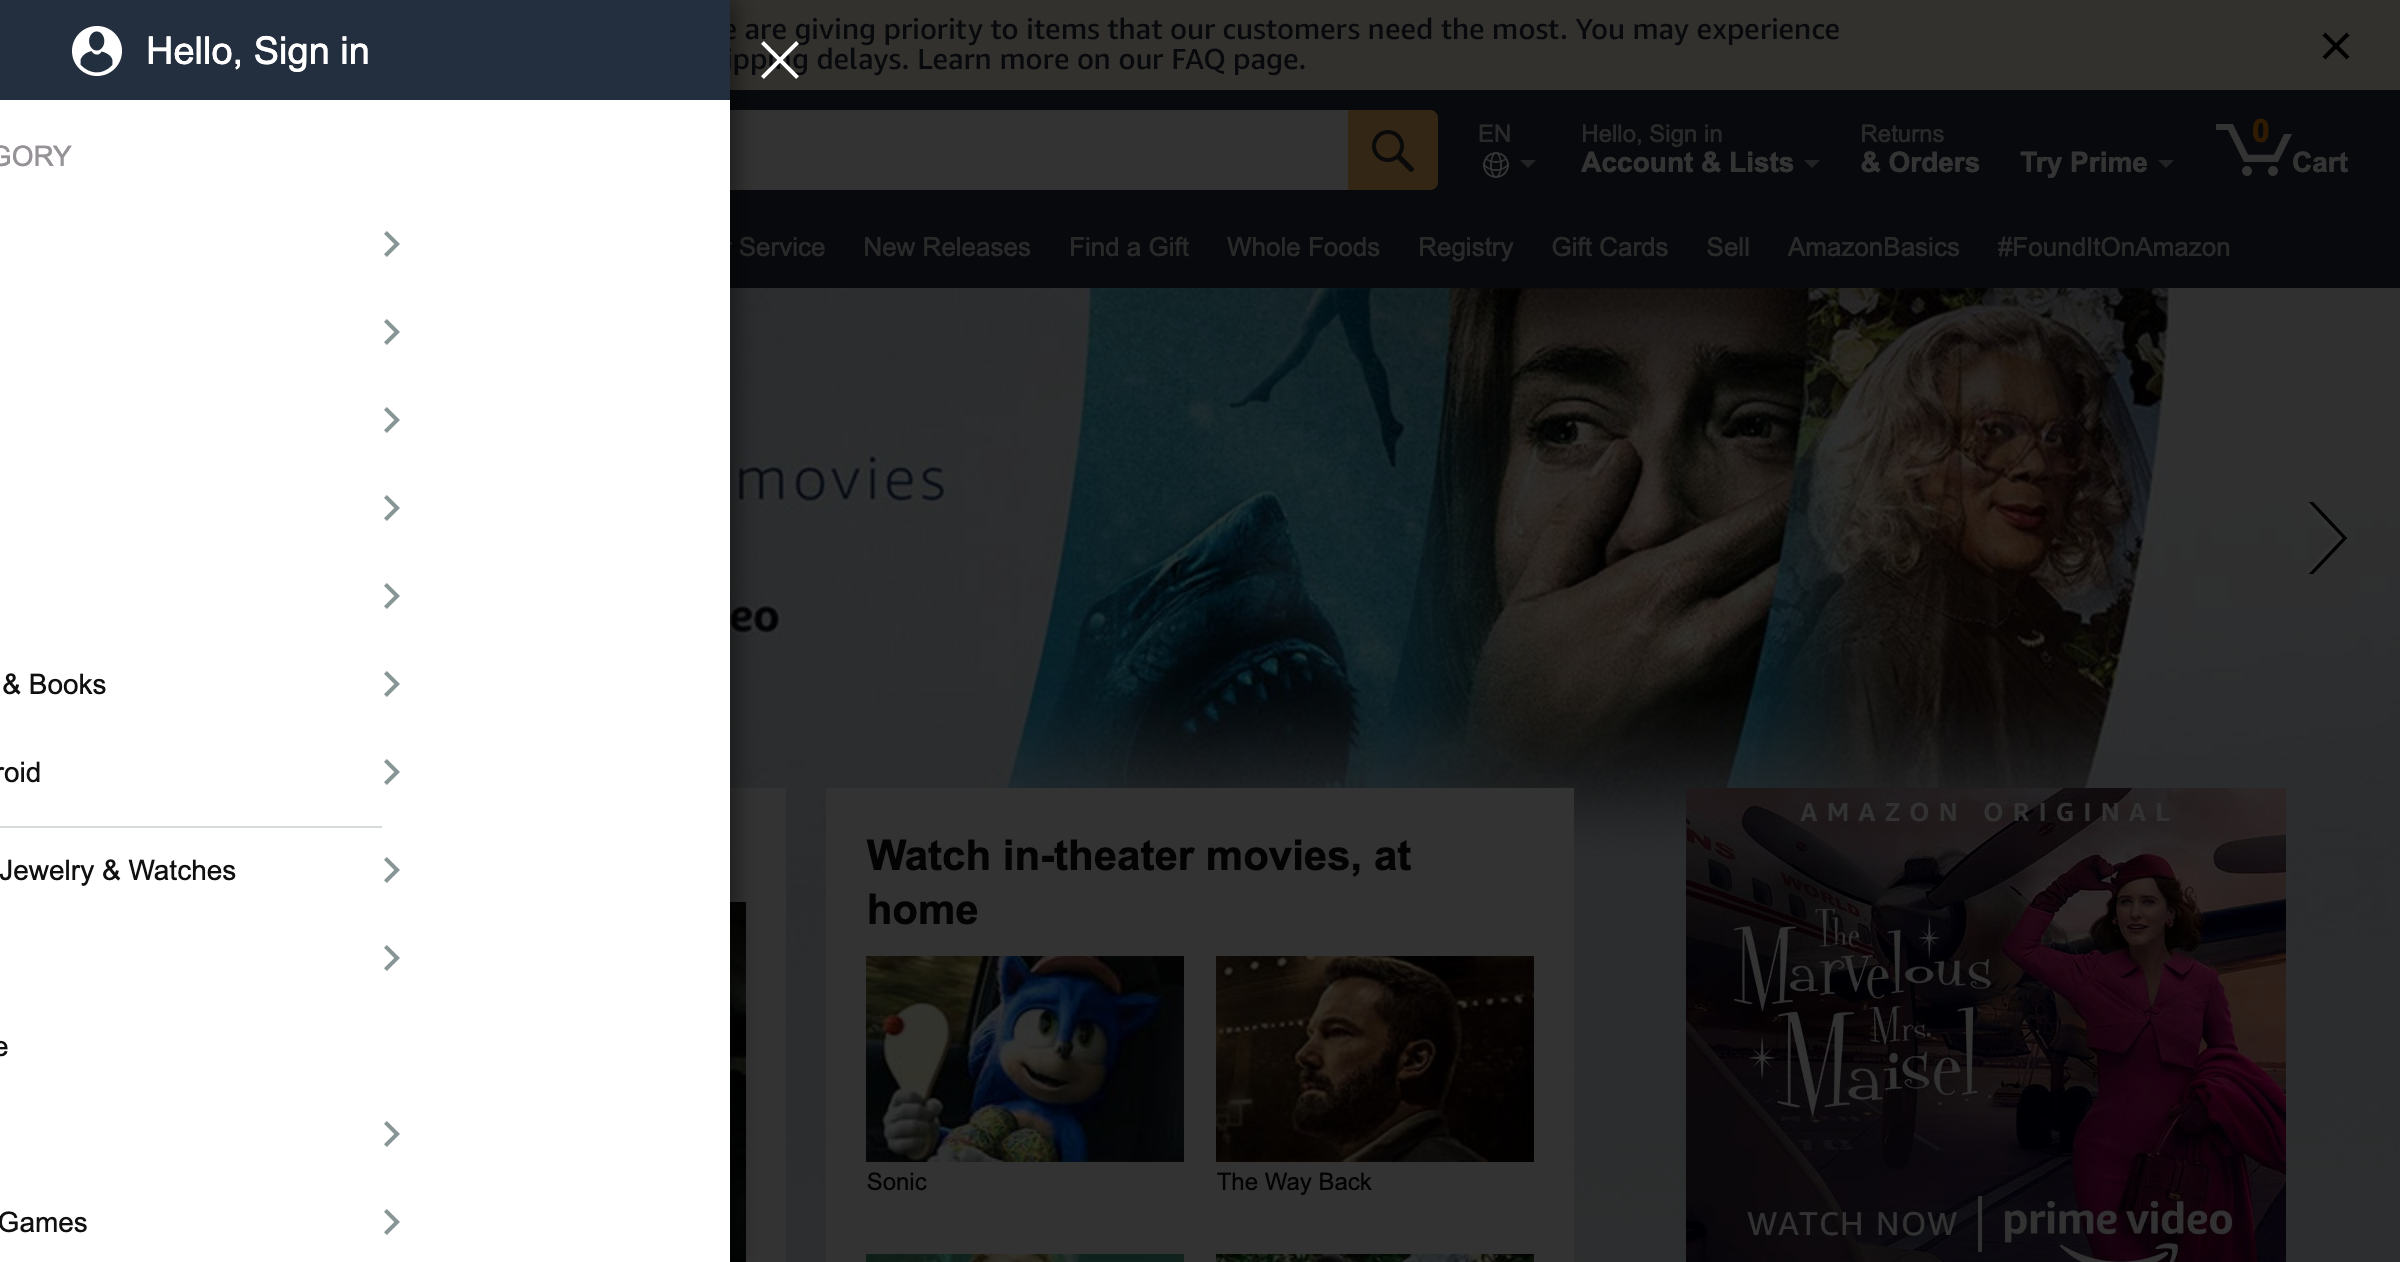 Hello, Sign in
GORY
& Books
roid
Jewelry & Watches
e
Games
e are giving priority to items that our customers need the most. You may experience
ipping delays. Learn more on our FAQ page.
EN
Hello, Sign in
Account & Lists
Returns
& Orders
Try Prime
0
Cart
r Service
New Releases
Find a Gift
Whole Foods
Registry
Gift Cards
Sell
AmazonBasics
#FoundItOnAmazon
movies
eo
Watch in-theater movies, at
home
Sonic
The Way Back
AMAZON ORIGINAL
WORLD
The
Marvelous
Mrs.
Maisel
WATCH NOW
prime video